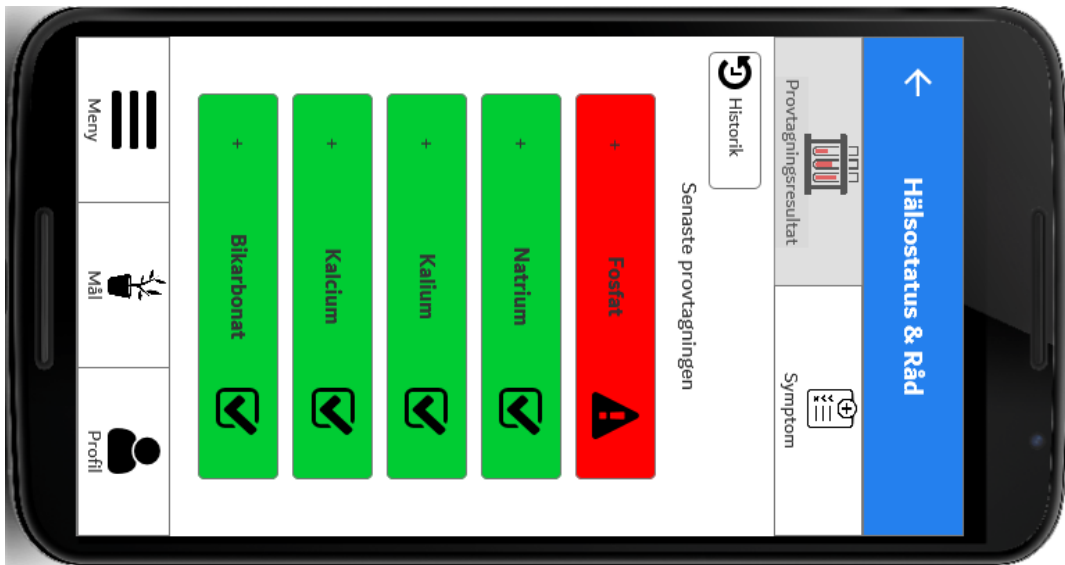 Hälsostatus & Råd
Provtagningsresultat
Symptom
Historik
Senaste provtagningen
+ Fosfat
+ Natrium
+ Kalium
+ Kalcium
+ Bikarbonat
Meny
Mål
Profil